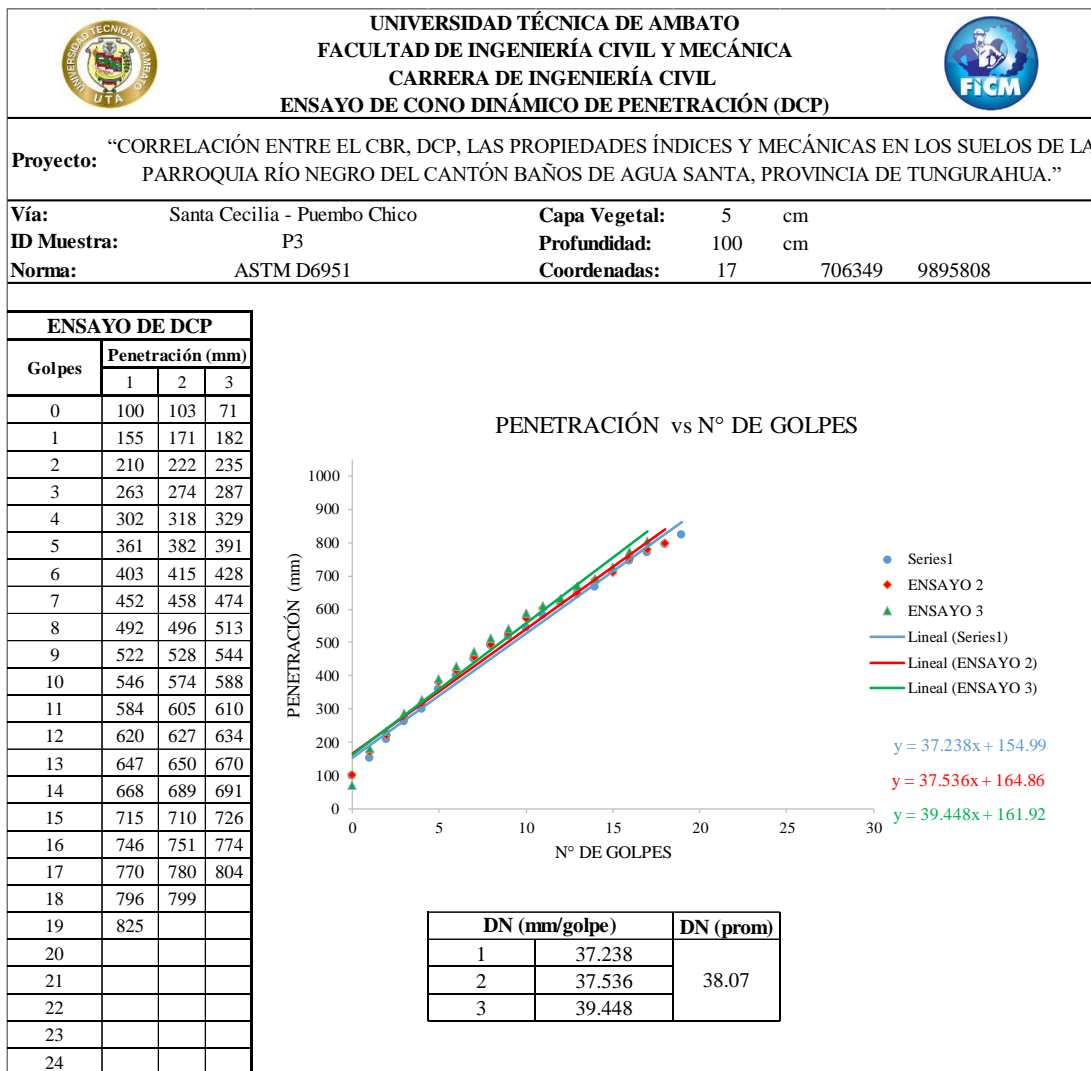 UNIVERSIDAD TÉCNICA DE AMBATO
FACULTAD DE INGENIERÍA CIVIL Y MECÁNICA
CARRERA DE INGENIERÍA CIVIL
ENSAYO DE CONO DINÁMICO DE PENETRACIÓN (DCP)
UNIVERSIDAD TECNICA DE AMBATO
UTA
FiCM
Proyecto: “CORRELACIÓN ENTRE EL CBR, DCP, LAS PROPIEDADES ÍNDICES Y MECÁNICAS EN LOS SUELOS DE LA
PARROQUIA RÍO NEGRO DEL CANTÓN BAÑOS DE AGUA SANTA, PROVINCIA DE TUNGURAHUA.”
Vía: Santa Cecilia - Puembo Chico Capa Vegetal: 5 cm
ID Muestra: P3 Profundidad: 100 cm
Norma: ASTM D6951 Coordenadas: 17 706349 9895808
ENSAYO DE DCP
Golpes Penetración (mm)
1 2 3
0 100 103 71
1 155 171 182
2 210 222 235
3 263 274 287
4 302 318 329
5 361 382 391
6 403 415 428
7 452 458 474
8 492 496 513
9 522 528 544
10 546 574 588
11 584 605 610
12 620 627 634
13 647 650 670
14 668 689 691
15 715 710 726
16 746 751 774
17 770 780 804
18 796 799
19 825
20
21
22
23
24
PENETRACIÓN vs N° DE GOLPES
PENETRACIÓN (mm)
1000
900
800
700
600
500
400
300
200
100
0
0 5 10 15 20 25 30
N° DE GOLPES
Series1
ENSAYO 2
ENSAYO 3
Lineal (Series1)
Lineal (ENSAYO 2)
Lineal (ENSAYO 3)
y = 37.238x + 154.99
y = 37.536x + 164.86
y = 39.448x + 161.92
DN (mm/golpe) DN (prom)
1 37.238
2 37.536 38.07
3 39.448